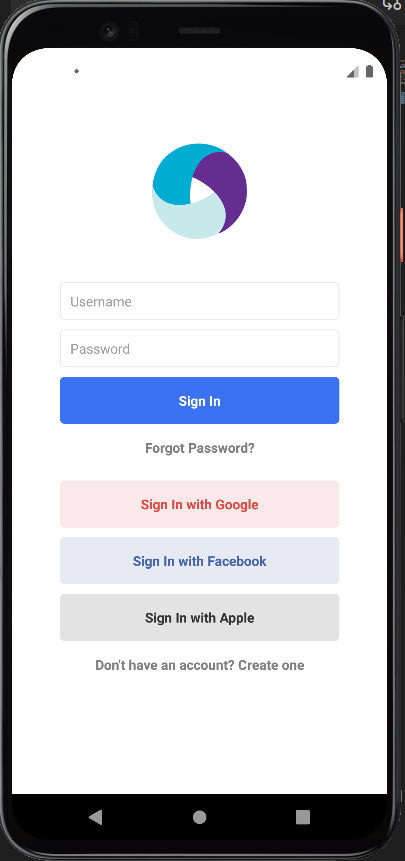 Username
Password
Sign In
Forgot Password?
Sign In with Google
Sign In with Facebook
Sign In with Apple
Don't have an account? Create one